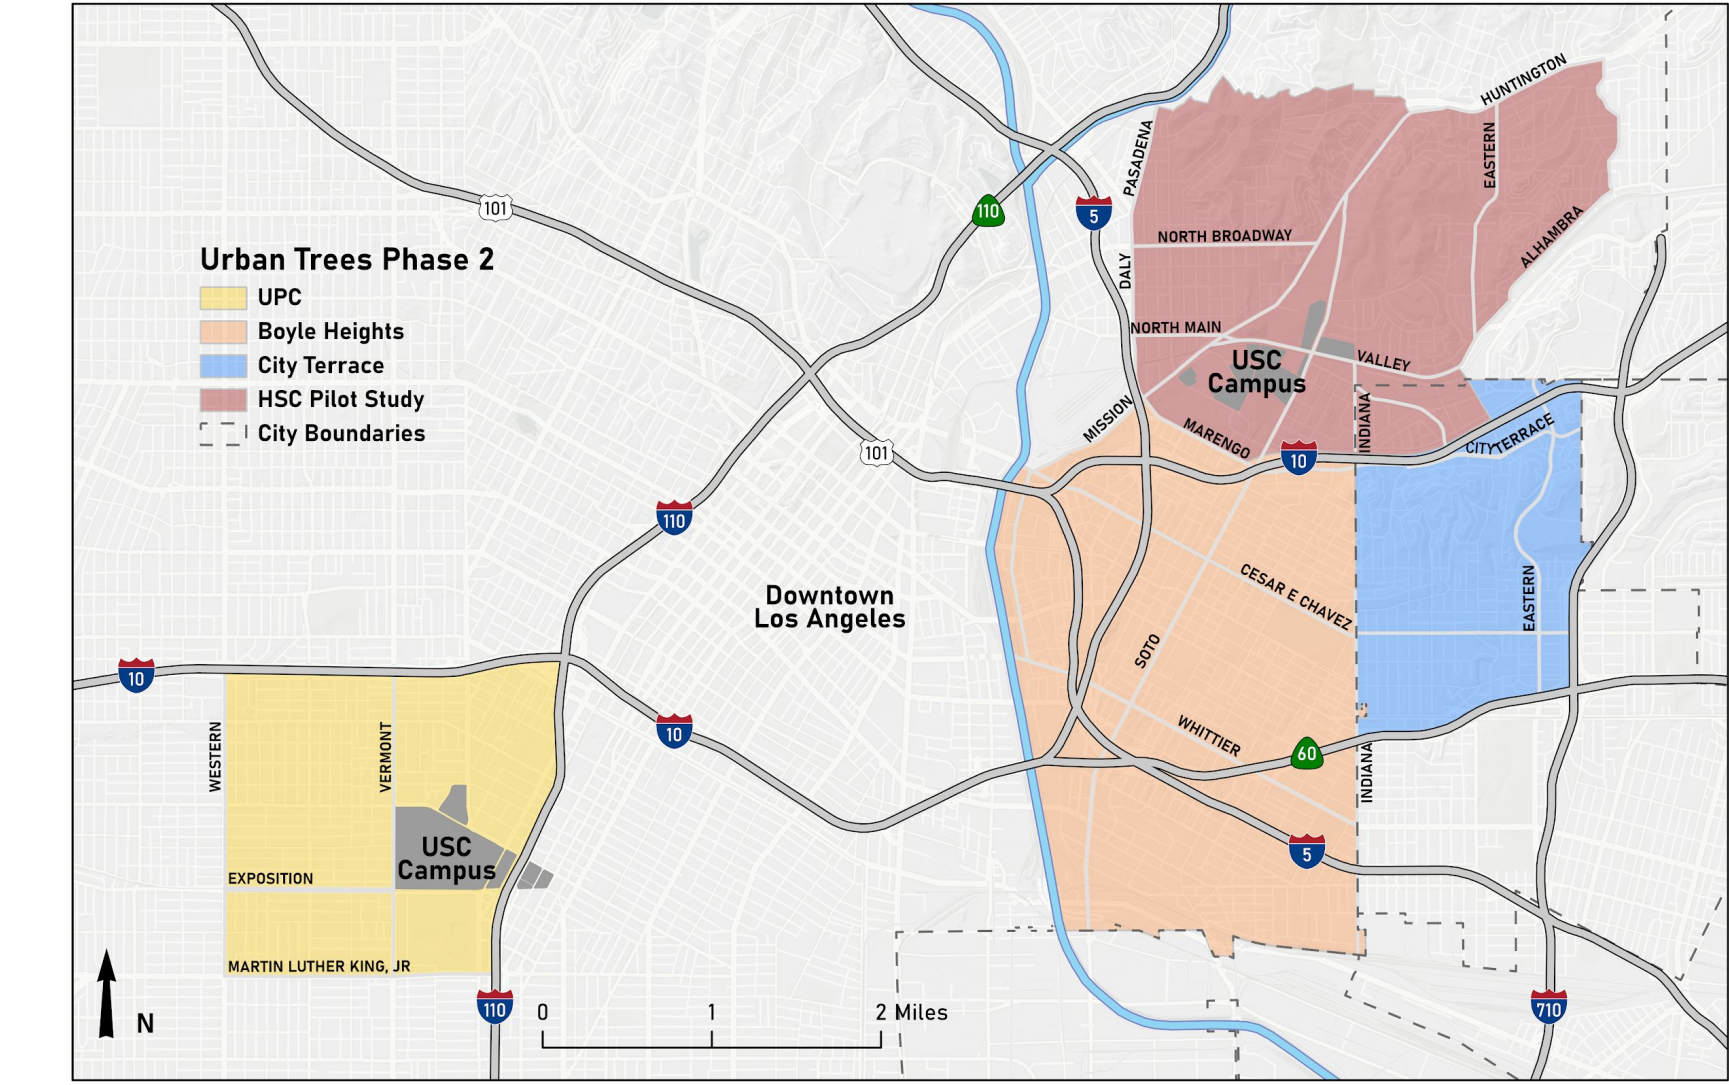 HUNTINGTON
PASADENA
EASTERN
101
110
5
ALHAMBRA
NORTH BROADWAY
Urban Trees Phase 2
DALY
UPC
NORTH MAIN
Boyle Heights
VALLEY
USC
Campus
City Terrace
HSC Pilot Study
INDIANA
MISSION
City Boundaries
MARENGO
CITYTERRACE
101
10
110
CESAR E CHAVEZ
EASTERN
Downtown
Los Angeles
SOTO
10
WESTERN
VERMONT
10
WHITTIER
60
INDIANA
USC
Campus
5
EXPOSITION
MARTIN LUTHER KING, JR
110
710
0 1 2 Miles
N